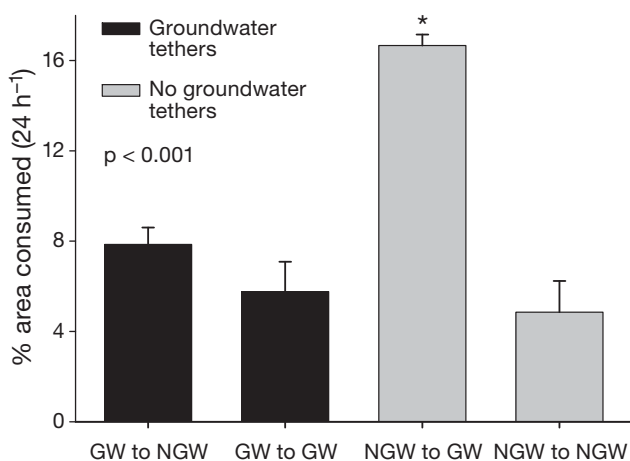 Groundwater
tethers
No groundwater
tethers
p < 0.001
*
% area consumed (24 h⁻¹)
16
12
8
4
0
GW to NGW GW to GW NGW to GW NGW to NGW